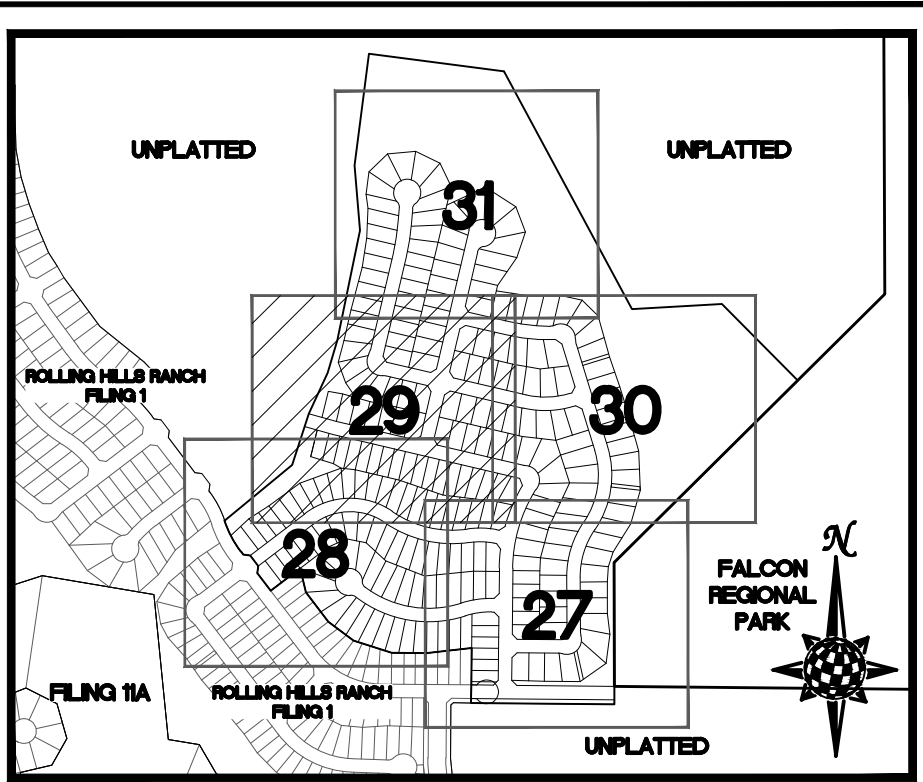 UNPLATTED
UNPLATTED
31
ROLLING HILLS RANCH
FILING 1
29
30
28
27
N
FALCON
REGIONAL
PARK
FILING 11A
ROLLING HILLS RANCH
FILING 1
UNPLATTED